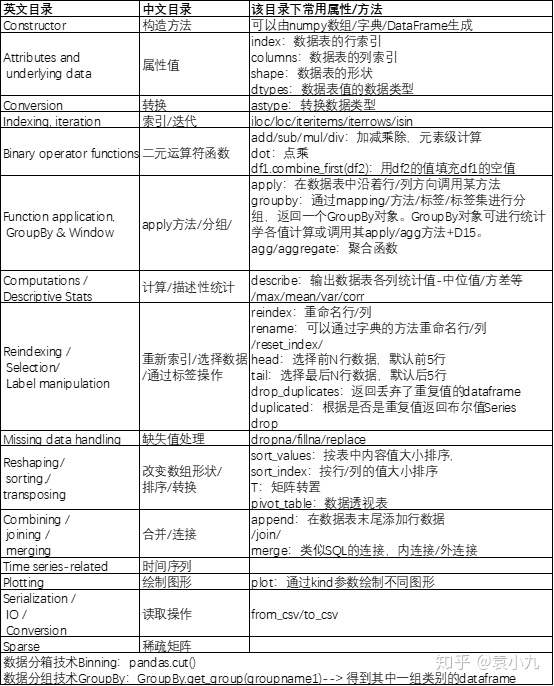 英文目录 中文目录 该目录下常用属性/方法
Constructor 构造方法 可以由numpy数组/字典/DataFrame生成
Attributes and
underlying data
属性值
index：数据表的行索引
columns：数据表的列索引
shape：数据表的形状
dtypes：数据表值的数据类型
Conversion 转换 astype：转换数据类型
Indexing, iteration 索引/迭代 iloc/loc/iteritems/iterrows/isin
Binary operator functions 二元运算符函数
add/sub/mul/div：加减乘除，元素级计算
dot：点乘
df1.combine_first(df2)：用df2的值填充df1的空值
Function application,
GroupBy & Window
apply方法/分组/
apply：在数据表中沿着行/列方向调用某方法
groupby：通过mapping/方法/标签/标签集进行分
组，返回一个GroupBy对象。GroupBy对象可进行统计
学各值计算或调用其apply/agg方法+D15。
agg/aggregate：聚合函数
Computations /
Descriptive Stats
计算/描述性统计
describe：输出数据表各列统计值-中位值/方差等
/max/mean/var/corr
Reindexing /
Selection/
Label manipulation
重新索引/选择数据
/通过标签操作
reindex：重命名行/列
rename：可以通过字典的方法重命名行/列
/reset_index/
head：选择前N行数据，默认前5行
tail：选择最后N行数据，默认后5行
drop_duplicates：返回丢弃了重复值的dataframe
duplicated：根据是否是重复值返回布尔值Series
drop
Missing data handling 缺失值处理 dropna/fillna/replace
Reshaping/
sorting /
transposing
改变数组形状/
排序/转换
sort_values：按表中内容值大小排序，
sort_index：按行/列的值大小排序
T：矩阵转置
pivot_table：数据透视表
Combining /
joining /
merging
合并/连接
append：在数据表末尾添加行数据
/join/
merge：类似SQL的连接，内连接/外连接
Time series-related 时间序列
Plotting 绘制图形 plot：通过kind参数绘制不同图形
Serialization /
IO /
Conversion
读取操作
from_csv/to_csv
Sparse 稀疏矩阵
数据分箱技术Binning：pandas.cut()
数据分组技术GroupBy：GroupBy.get_group(groupname1)--> 得到其中一组类别的dataframe
知乎 @袁小九